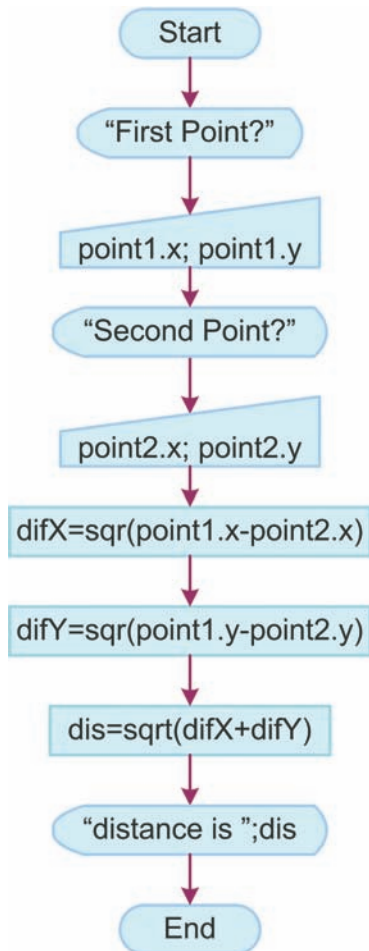 Start
“First Point?”
point1.x; point1.y
“Second Point?”
point2.x; point2.y
difX=sqr(point1.x-point2.x)
difY=sqr(point1.y-point2.y)
dis=sqrt(difX+difY)
“distance is ”;dis
End